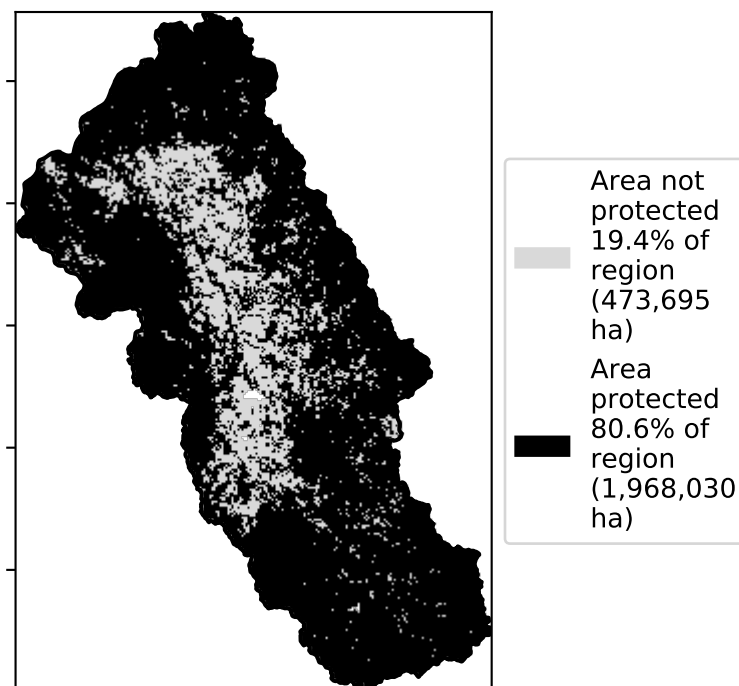 Area not
protected
19.4% of
region
(473,695
ha)
Area
protected
80.6% of
region
(1,968,030
ha)